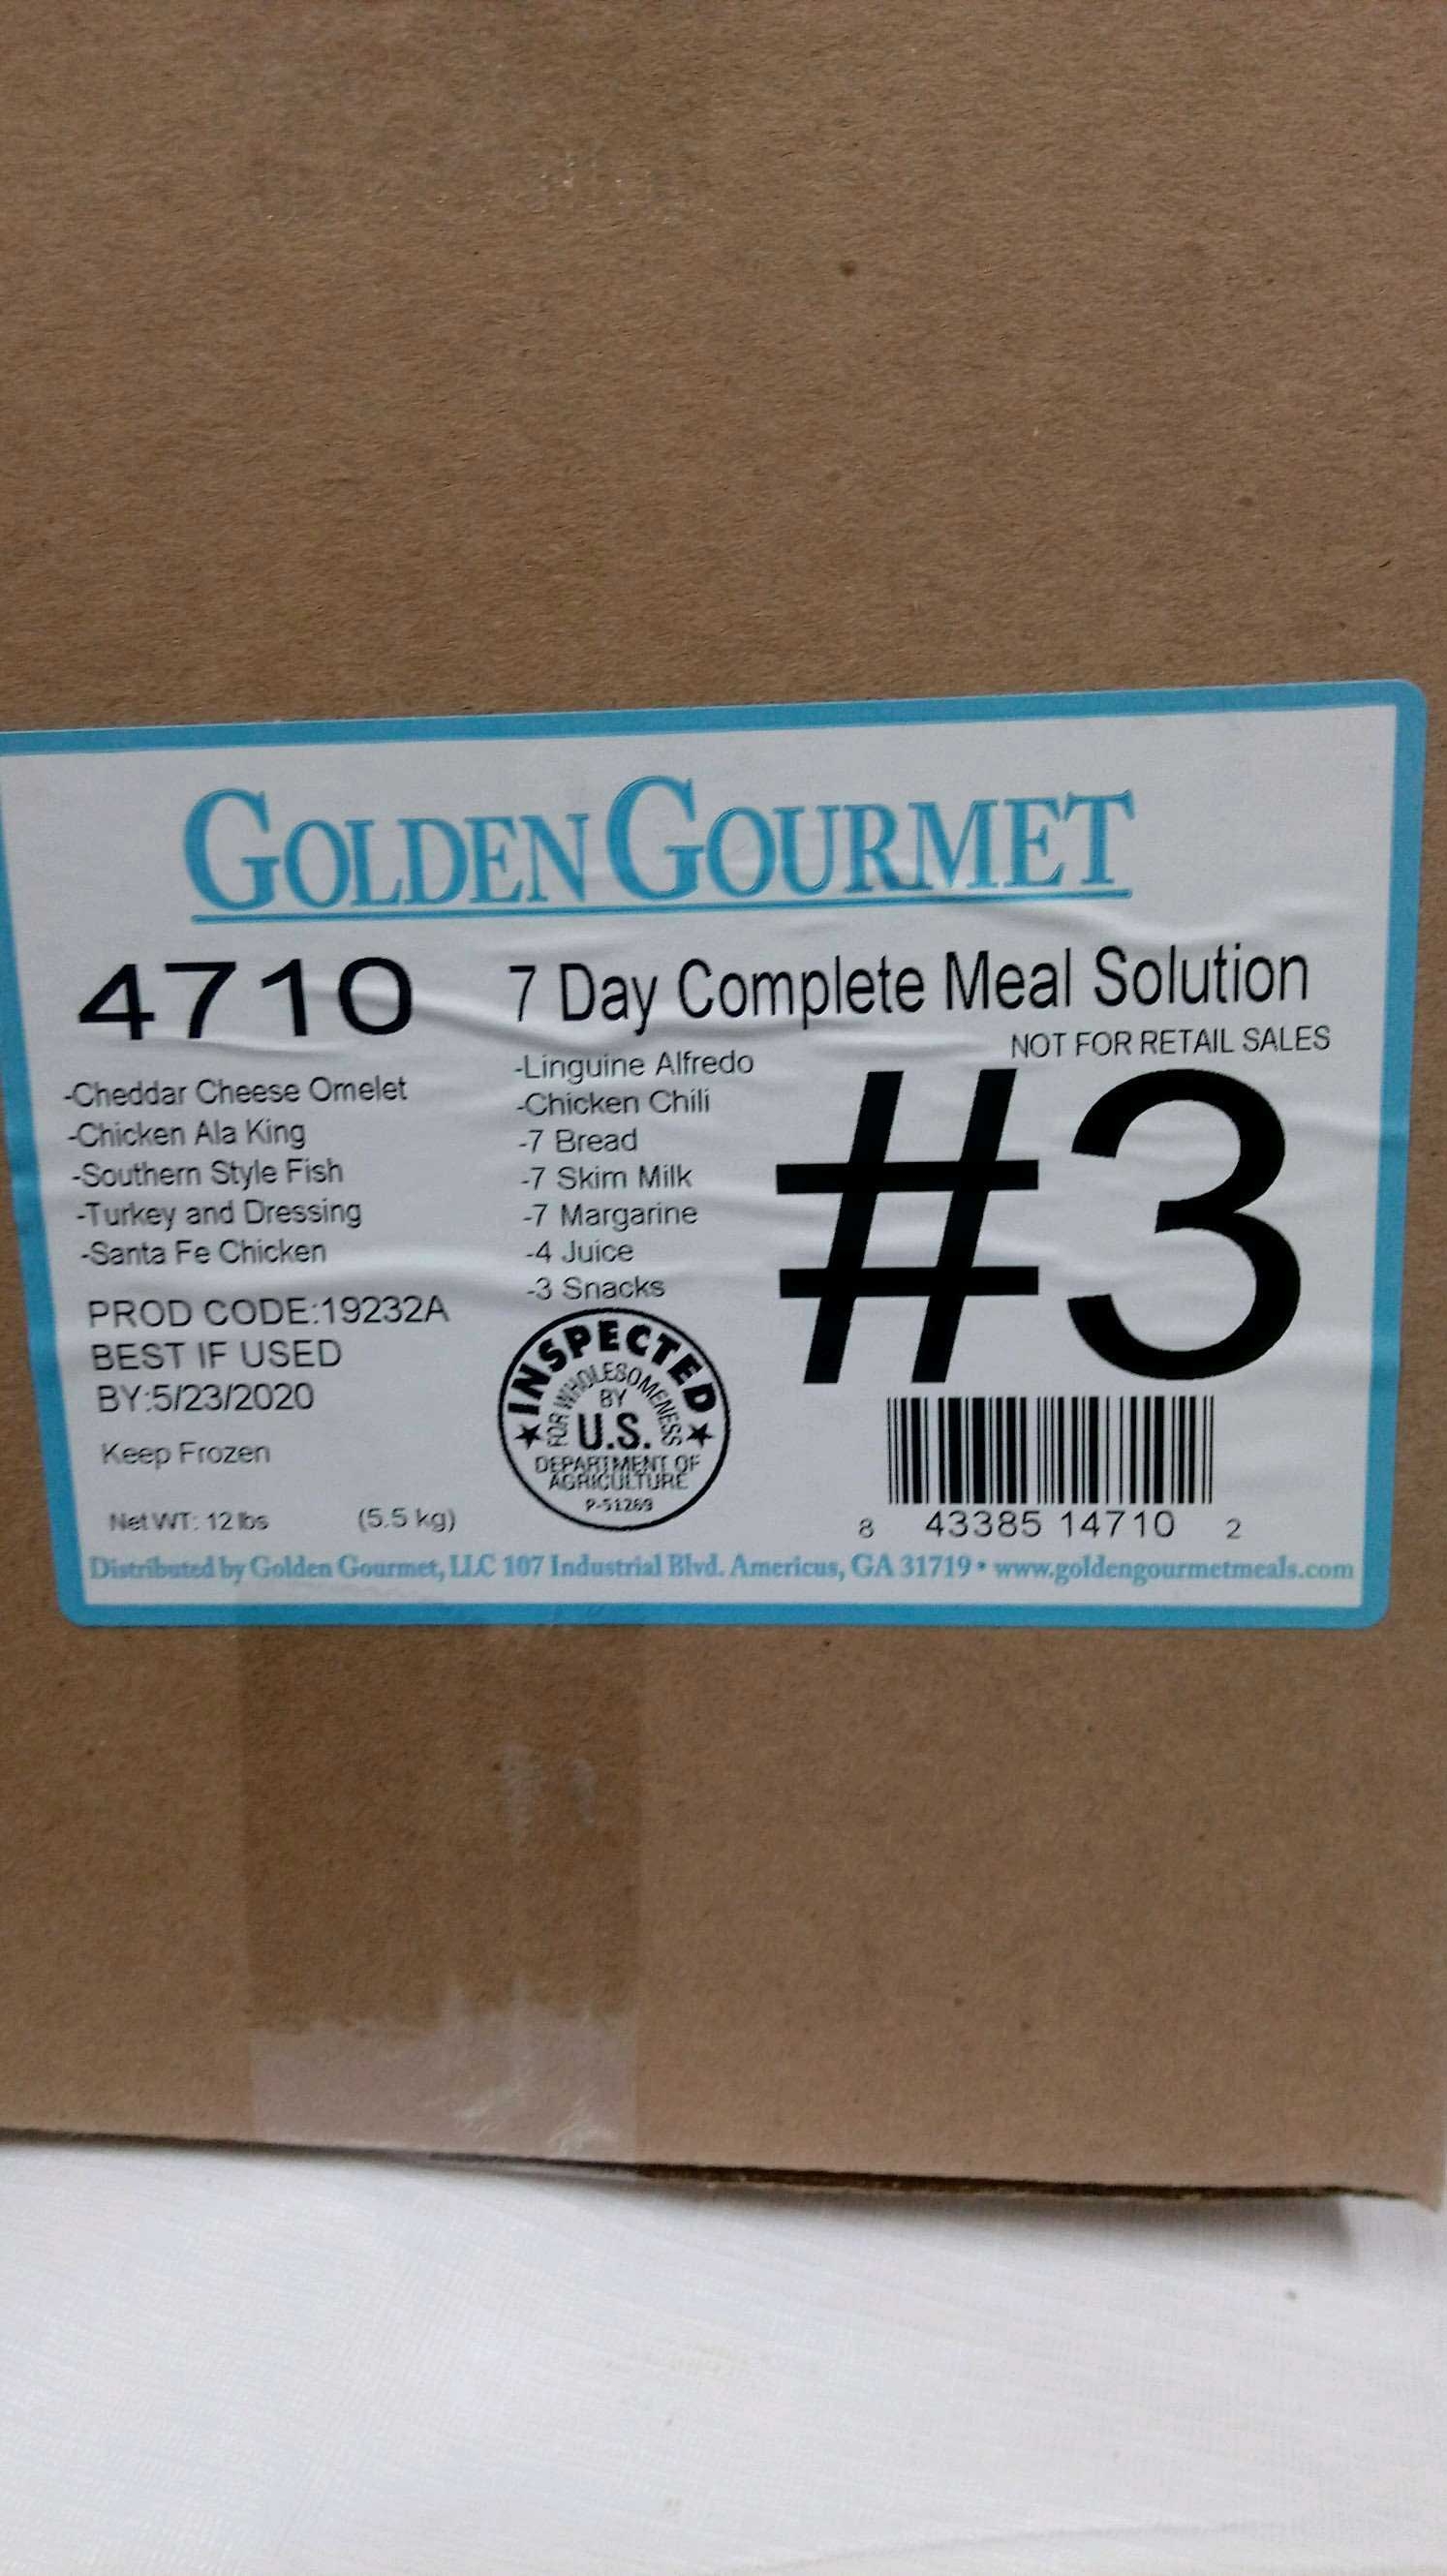 GOLDEN GOURMET
4710 7 Day Complete Meal Solution
NOT FOR RETAIL SALES
-Cheddar Cheese Omelet
-Chicken Ala King
-Southern Style Fish
-Turkey and Dressing
-Santa Fe Chicken
-Linguine Alfredo
-Chicken Chili
-7 Bread
-7 Skim Milk
-7 Margarine
-4 Juice
-3 Snacks
#3
PROD CODE:19232A
BEST IF USED
BY:5/23/2020
Keep Frozen
Net WT: 12 lbs (5.5 kg)
INSPECTED
FOR WHOLESOMENESS
BY
U.S.
DEPARTMENT OF
AGRICULTURE
P-51269
8 43385 14710 2
Distributed by Golden Gourmet, LLC 107 Industrial Blvd. Americus, GA 31719 • www.goldengourmetmeals.com